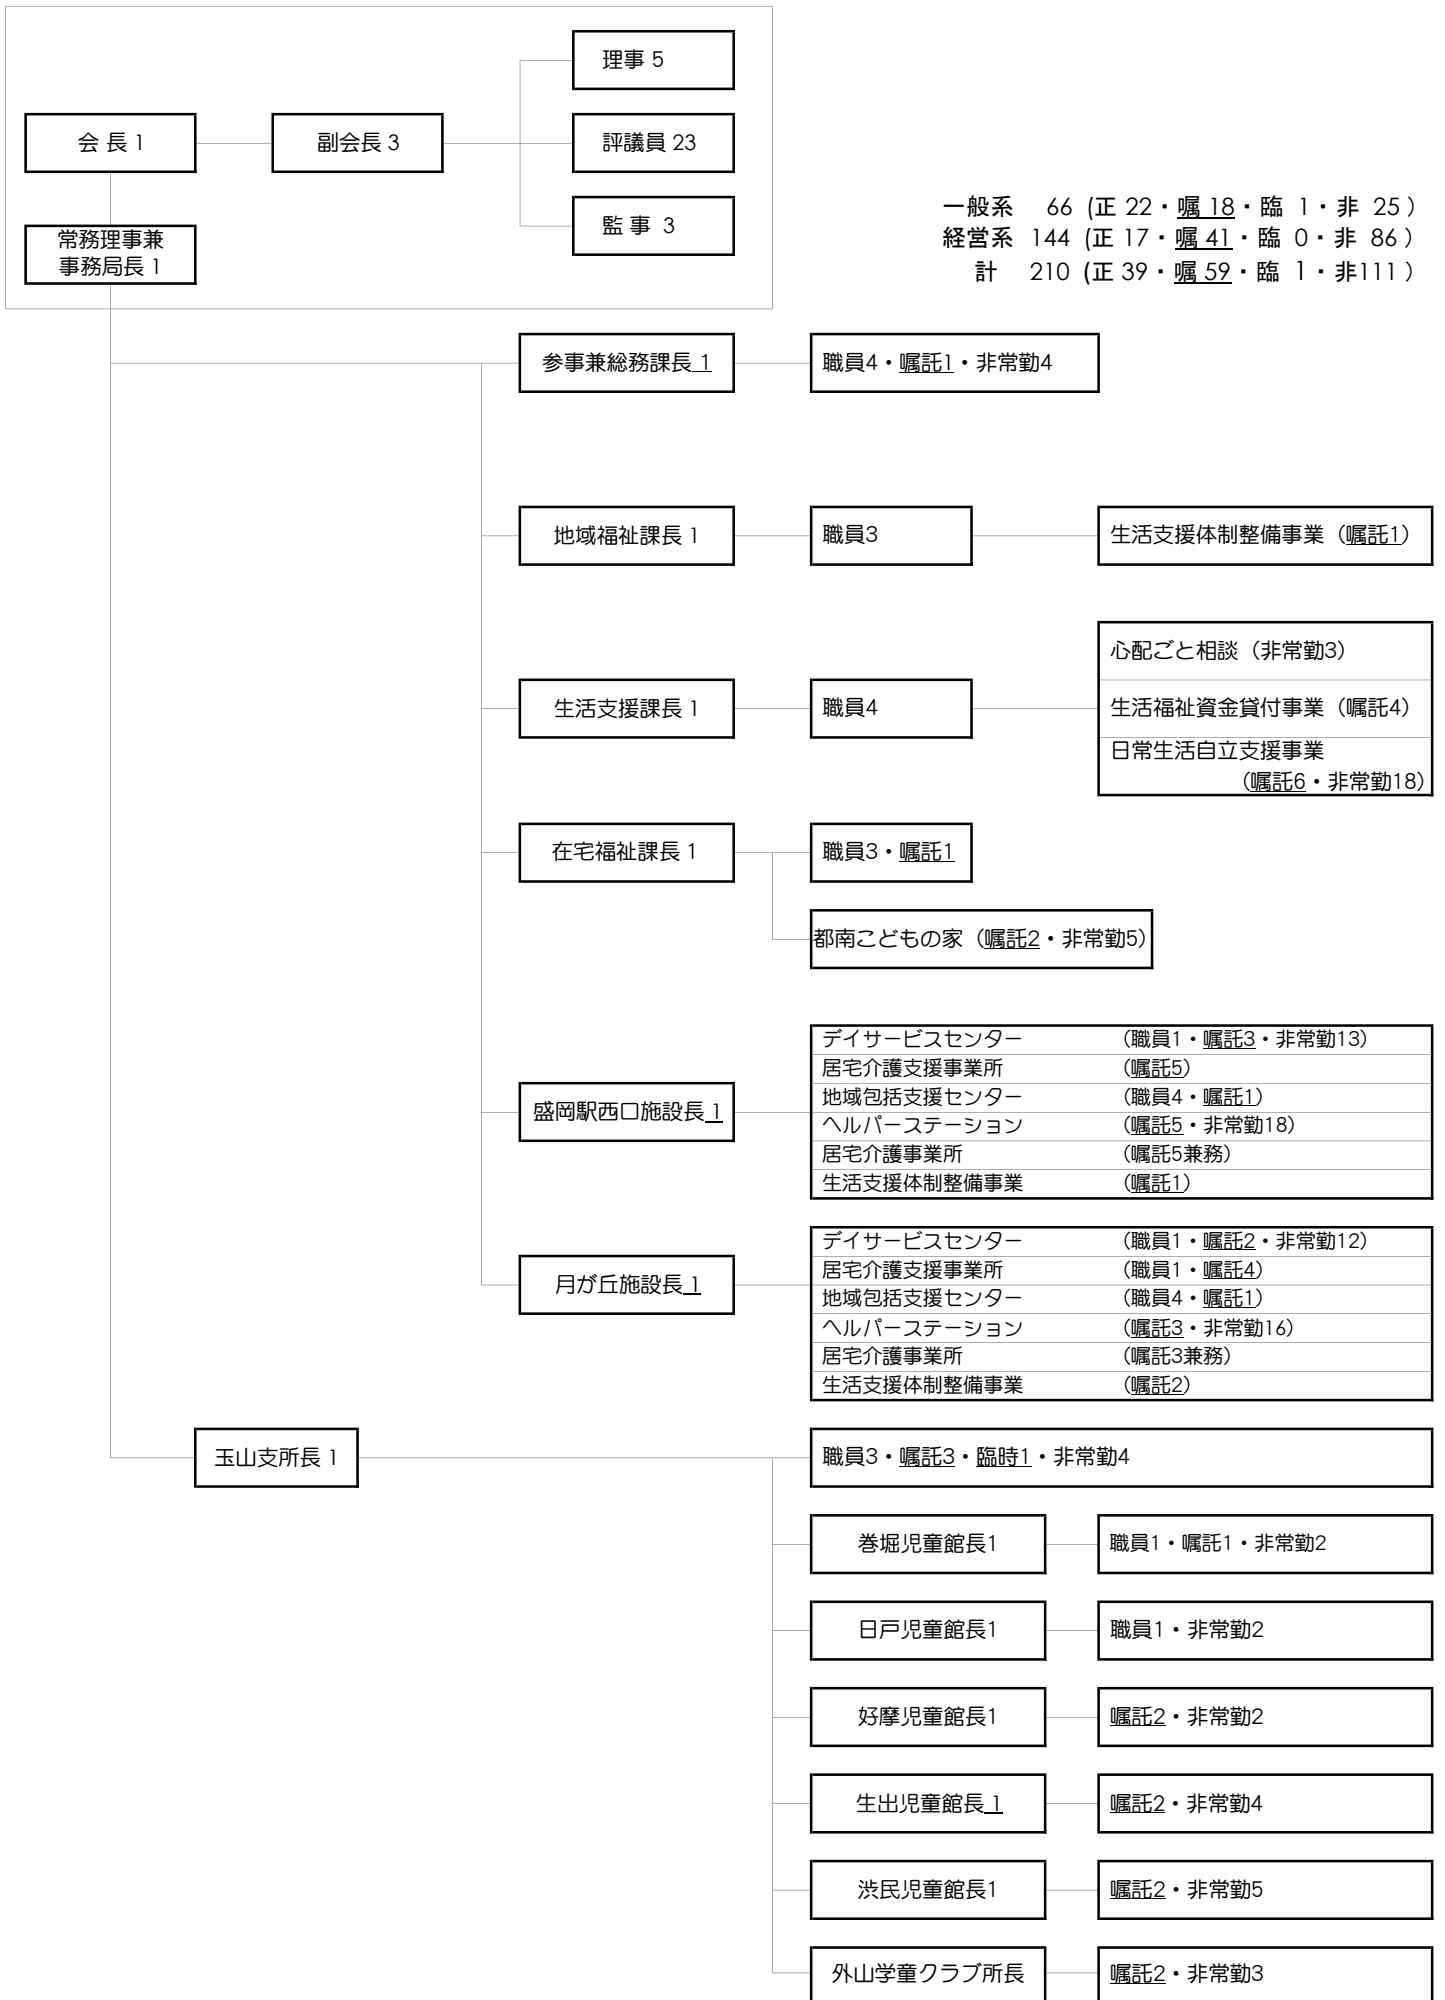 理事 5
会 長 1
副会長 3
評議員 23
監 事 3
常務理事兼
事務局長 1
一般系 66 (正 22・嘱 18・臨 1・非 25 )
経営系 144 (正 17・嘱 41・臨 0・非 86 )
計 210 (正 39・嘱 59・臨 1・非111 )
参事兼総務課長 1
職員4・嘱託1・非常勤4
地域福祉課長 1
職員3
生活支援体制整備事業（嘱託1）
心配ごと相談（非常勤3）
生活支援課長 1
職員4
生活福祉資金貸付事業（嘱託4）
日常生活自立支援事業
（嘱託6・非常勤18）
在宅福祉課長 1
職員3・嘱託1
都南こどもの家（嘱託2・非常勤5）
盛岡駅西口施設長 1
デイサービスセンター （職員1・嘱託3・非常勤13）
居宅介護支援事業所 （嘱託5）
地域包括支援センター （職員4・嘱託1）
ヘルパーステーション （嘱託5・非常勤18）
居宅介護事業所 （嘱託5兼務）
生活支援体制整備事業 （嘱託1）
月が丘施設長 1
デイサービスセンター （職員1・嘱託2・非常勤12）
居宅介護支援事業所 （職員1・嘱託4）
地域包括支援センター （職員4・嘱託1）
ヘルパーステーション （嘱託3・非常勤16）
居宅介護事業所 （嘱託3兼務）
生活支援体制整備事業 （嘱託2）
玉山支所長 1
職員3・嘱託3・臨時1・非常勤4
巻堀児童館長1
職員1・嘱託1・非常勤2
日戸児童館長1
職員1・非常勤2
好摩児童館長1
嘱託2・非常勤2
生出児童館長 1
嘱託2・非常勤4
渋民児童館長1
嘱託2・非常勤5
外山学童クラブ所長
嘱託2・非常勤3